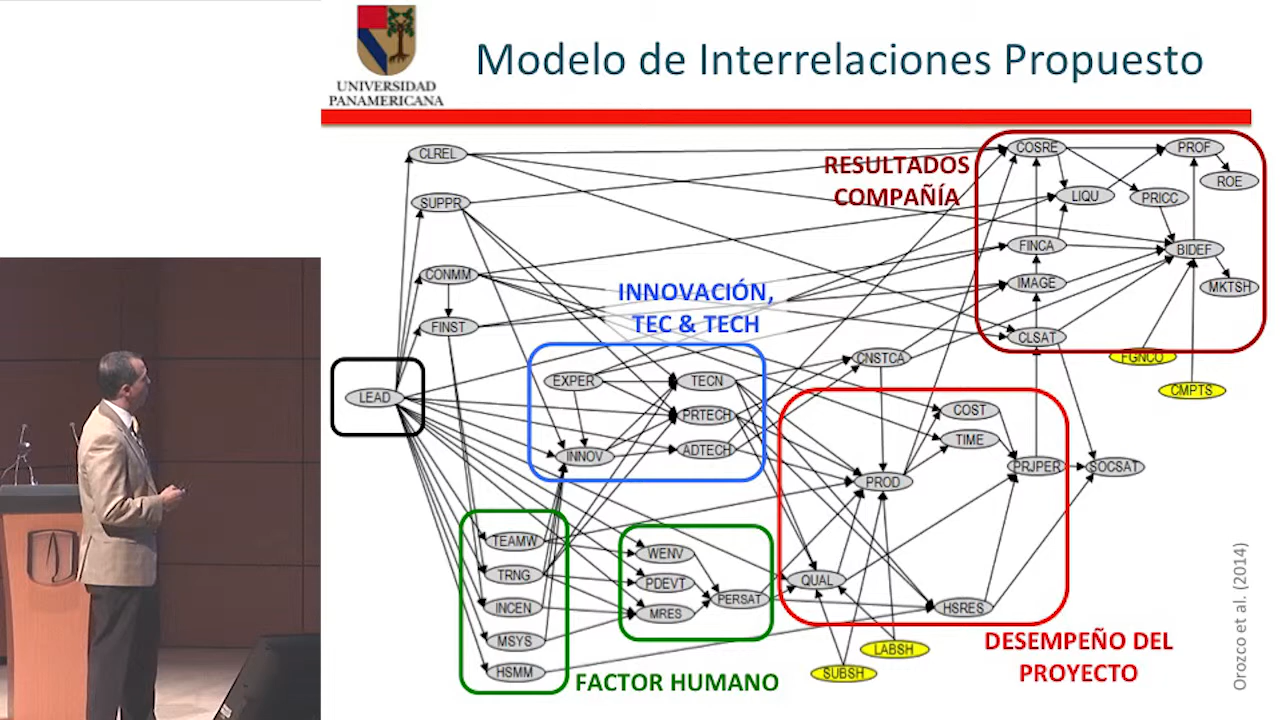 UNIVERSIDAD
PANAMERICANA
Modelo de Interrelaciones Propuesto
CLREL
COSRE
PROF
RESULTADOS
COMPAÑÍA
ROE
LIQU
PRICC
SUPPR
FINCA
BIDEF
CONMM
IMAGE
MKTSH
INNOVACIÓN,
TEC & TECH
FINST
CLSAT
CNSTCA
FGNCO
CMPTS
LEAD
EXPER
TECN
PRTECH
ADTECH
INNOV
COST
TIME
PRJPER
SOCSAT
PROD
TEAMW
WENV
TRNG
PDEVT
QUAL
PERSAT
INCEN
MRES
HSRES
MSYS
LABSH
HSMM
SUBSH
FACTOR HUMANO
DESEMPEÑO DEL
PROYECTO
Orozco et al. (2014)